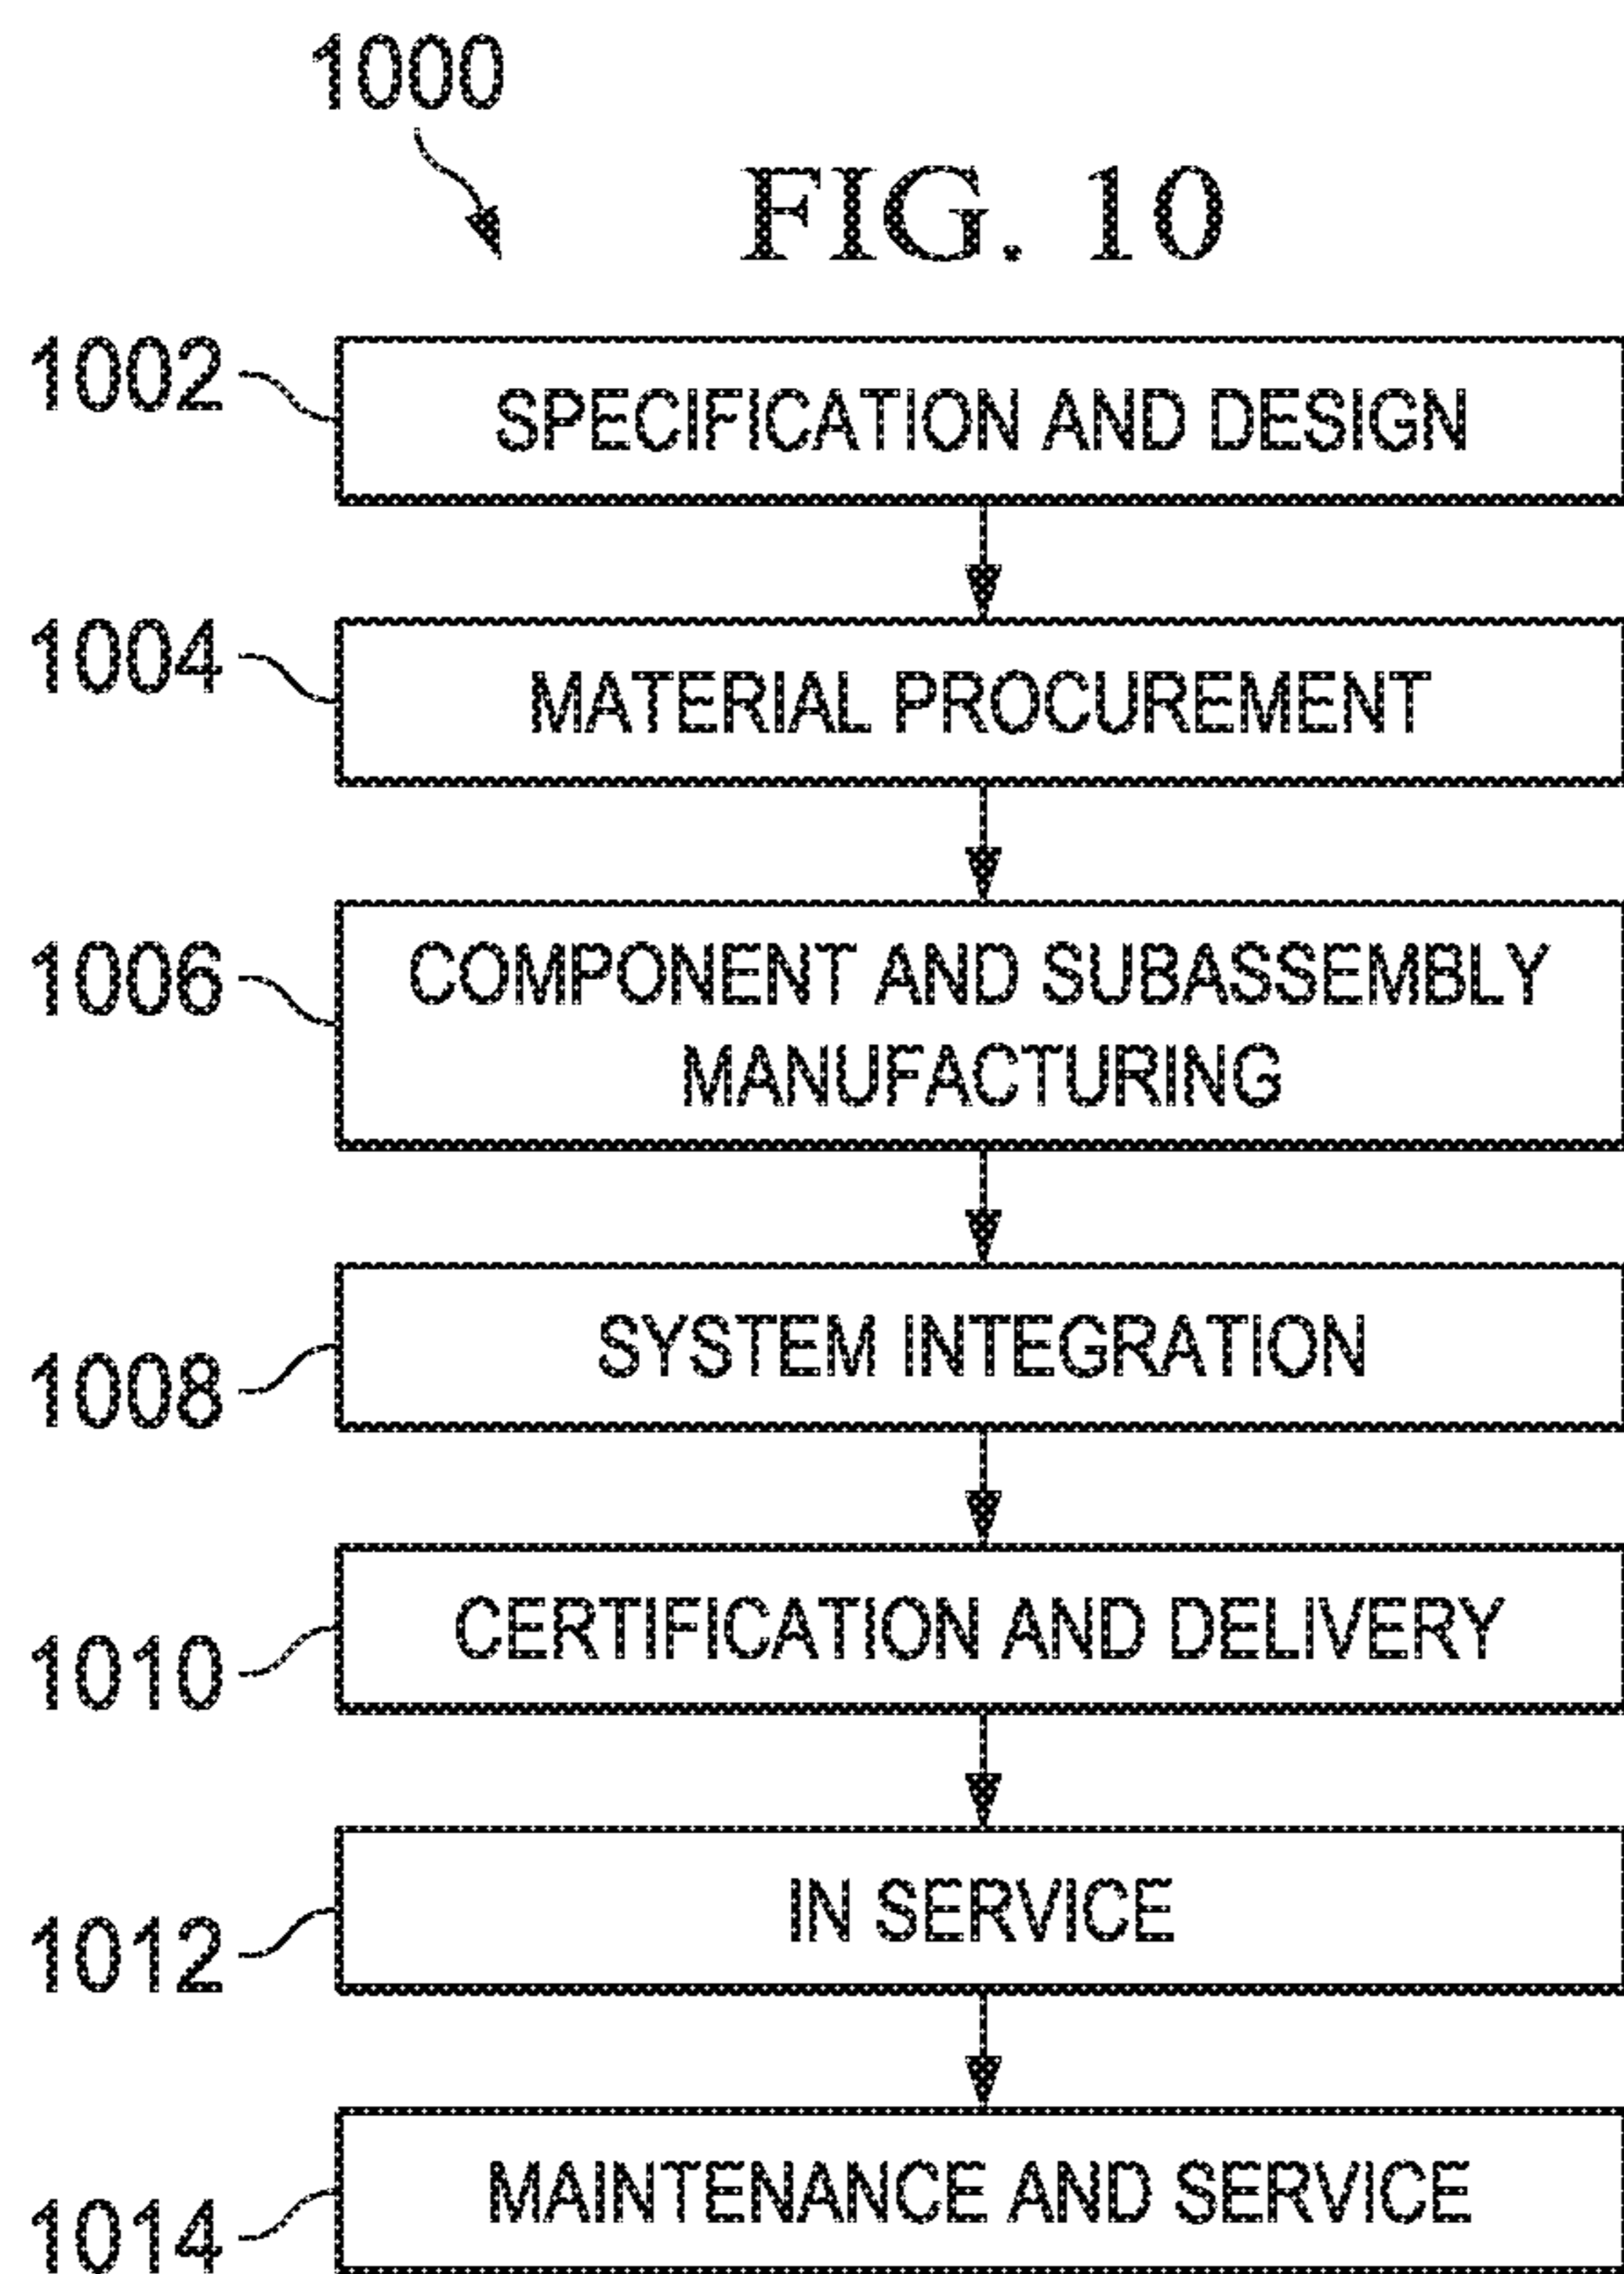 1000
FIG. 10
1002
SPECIFICATION AND DESIGN
1004
MATERIAL PROCUREMENT
1006
COMPONENT AND SUBASSEMBLY
MANUFACTURING
1008
SYSTEM INTEGRATION
1010
CERTIFICATION AND DELIVERY
1012
IN SERVICE
1014
MAINTENANCE AND SERVICE